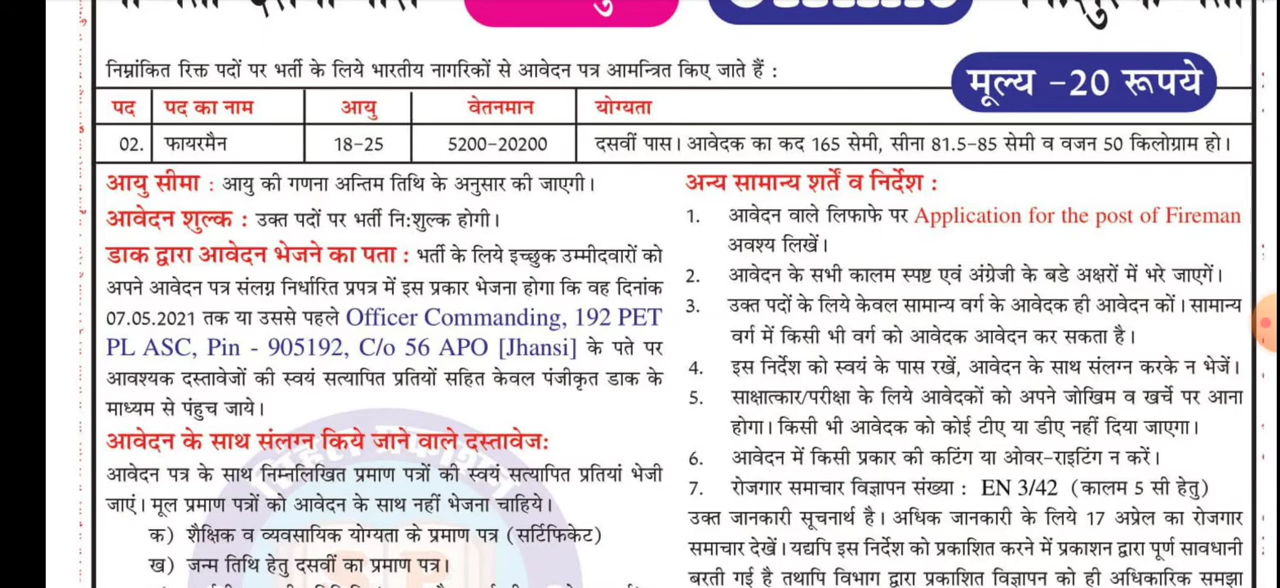 निम्नांकित रिक्त पदों पर भर्ती के लिये भारतीय नागरिकों से आवेदन पत्र आमन्त्रित किए जाते हैं :
मूल्य -20 रूपये
पद पद का नाम आयु वेतनमान योग्यता
02. फायरमैन 18-25 5200-20200 दसवीं पास। आवेदक का कद 165 सेमी, सीना 81.5-85 सेमी व वजन 50 किलोग्राम हो।
आयु सीमा : आयु की गणना अन्तिम तिथि के अनुसार की जाएगी।
आवेदन शुल्क : उक्त पदों पर भर्ती नि:शुल्क होगी।
डाक द्वारा आवेदन भेजने का पता : भर्ती के लिये इच्छुक उम्मीदवारों को
अपने आवेदन पत्र संलग्न निर्धारित प्रपत्र में इस प्रकार भेजना होगा कि वह दिनांक
07.05.2021 तक या उससे पहले Officer Commanding, 192 PET
PL ASC, Pin - 905192, C/o 56 APO [Jhansi] के पते पर
आवश्यक दस्तावेजों की स्वयं सत्यापित प्रतियों सहित केवल पंजीकृत डाक के
माध्यम से पंहुच जाये।
आवेदन के साथ संलग्न किये जाने वाले दस्तावेज:
आवेदन पत्र के साथ निम्नलिखित प्रमाण पत्रों की स्वयं सत्यापित प्रतियां भेजी
जाएं। मूल प्रमाण पत्रों को आवेदन के साथ नहीं भेजना चाहिये।
क) शैक्षिक व व्यवसायिक योग्यता के प्रमाण पत्र (सर्टिफिकेट)
ख) जन्म तिथि हेतु दसवीं का प्रमाण पत्र।
अन्य सामान्य शर्तें व निर्देश :
1. आवेदन वाले लिफाफे पर Application for the post of Fireman
अवश्य लिखें।
2. आवेदन के सभी कालम स्पष्ट एवं अंग्रेजी के बडे अक्षरों में भरे जाएगें।
3. उक्त पदों के लिये केवल सामान्य वर्ग के आवेदक ही आवेदन कों। सामान्य
वर्ग में किसी भी वर्ग को आवेदक आवेदन कर सकता है।
4. इस निर्देश को स्वयं के पास रखें, आवेदन के साथ संलग्न करके न भेजें।
5. साक्षात्कार/परीक्षा के लिये आवेदकों को अपने जोखिम व खर्चे पर आना
होगा। किसी भी आवेदक को कोई टीए या डीए नहीं दिया जाएगा।
6. आवेदन में किसी प्रकार की कटिंग या ओवर-राइटिंग न करें।
7. रोजगार समाचार विज्ञापन संख्या : EN 3/42 (कालम 5 सी हेतु)
उक्त जानकारी सूचनार्थ है। अधिक जानकारी के लिये 17 अप्रेल का रोजगार
समाचार देखें। यद्यपि इस निर्देश को प्रकाशित करने में प्रकाशन द्वारा पूर्ण सावधानी
बरती गई है तथापि विभाग द्वारा प्रकाशित विज्ञापन को ही अधिकारिक समझा